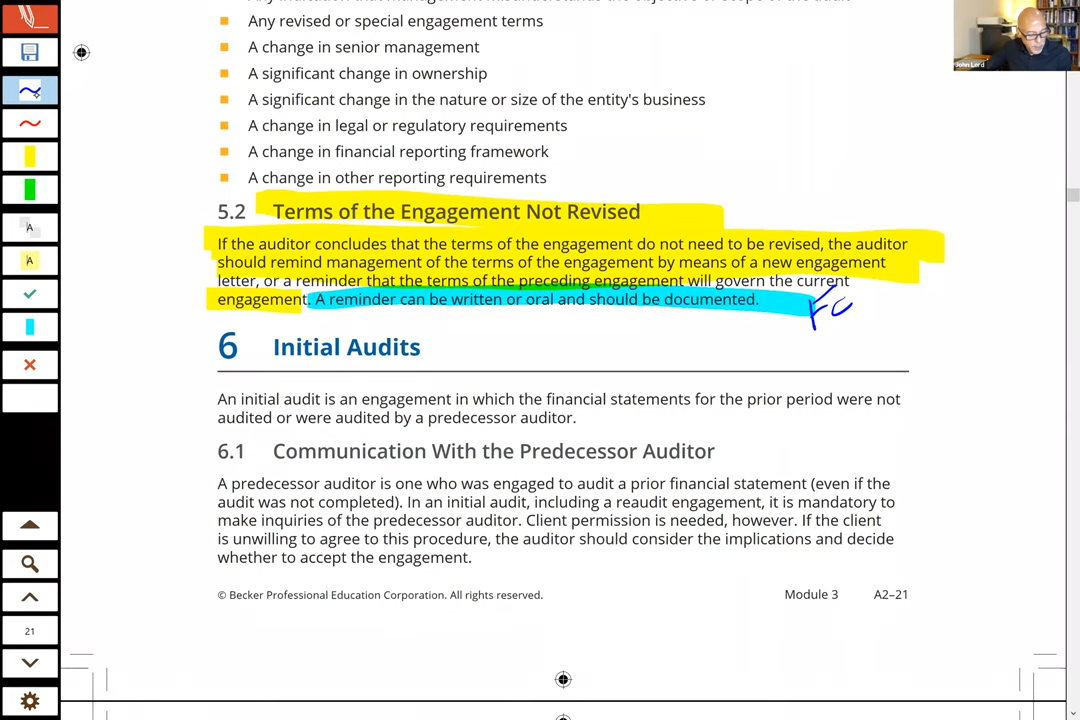 Any revised or special engagement terms
A change in senior management
A significant change in ownership
A significant change in the nature or size of the entity's business
A change in legal or regulatory requirements
A change in financial reporting framework
A change in other reporting requirements
5.2 Terms of the Engagement Not Revised
If the auditor concludes that the terms of the engagement do not need to be revised, the auditor
should remind management of the terms of the engagement by means of a new engagement
letter, or a reminder that the terms of the preceding engagement will govern the current
engagement. A reminder can be written or oral and should be documented.
6 Initial Audits
An initial audit is an engagement in which the financial statements for the prior period were not
audited or were audited by a predecessor auditor.
6.1 Communication With the Predecessor Auditor
A predecessor auditor is one who was engaged to audit a prior financial statement (even if the
audit was not completed). In an initial audit, including a reaudit engagement, it is mandatory to
make inquiries of the predecessor auditor. Client permission is needed, however. If the client
is unwilling to agree to this procedure, the auditor should consider the implications and decide
whether to accept the engagement.
© Becker Professional Education Corporation. All rights reserved. Module 3 A2–21
John Lord
A
A
21